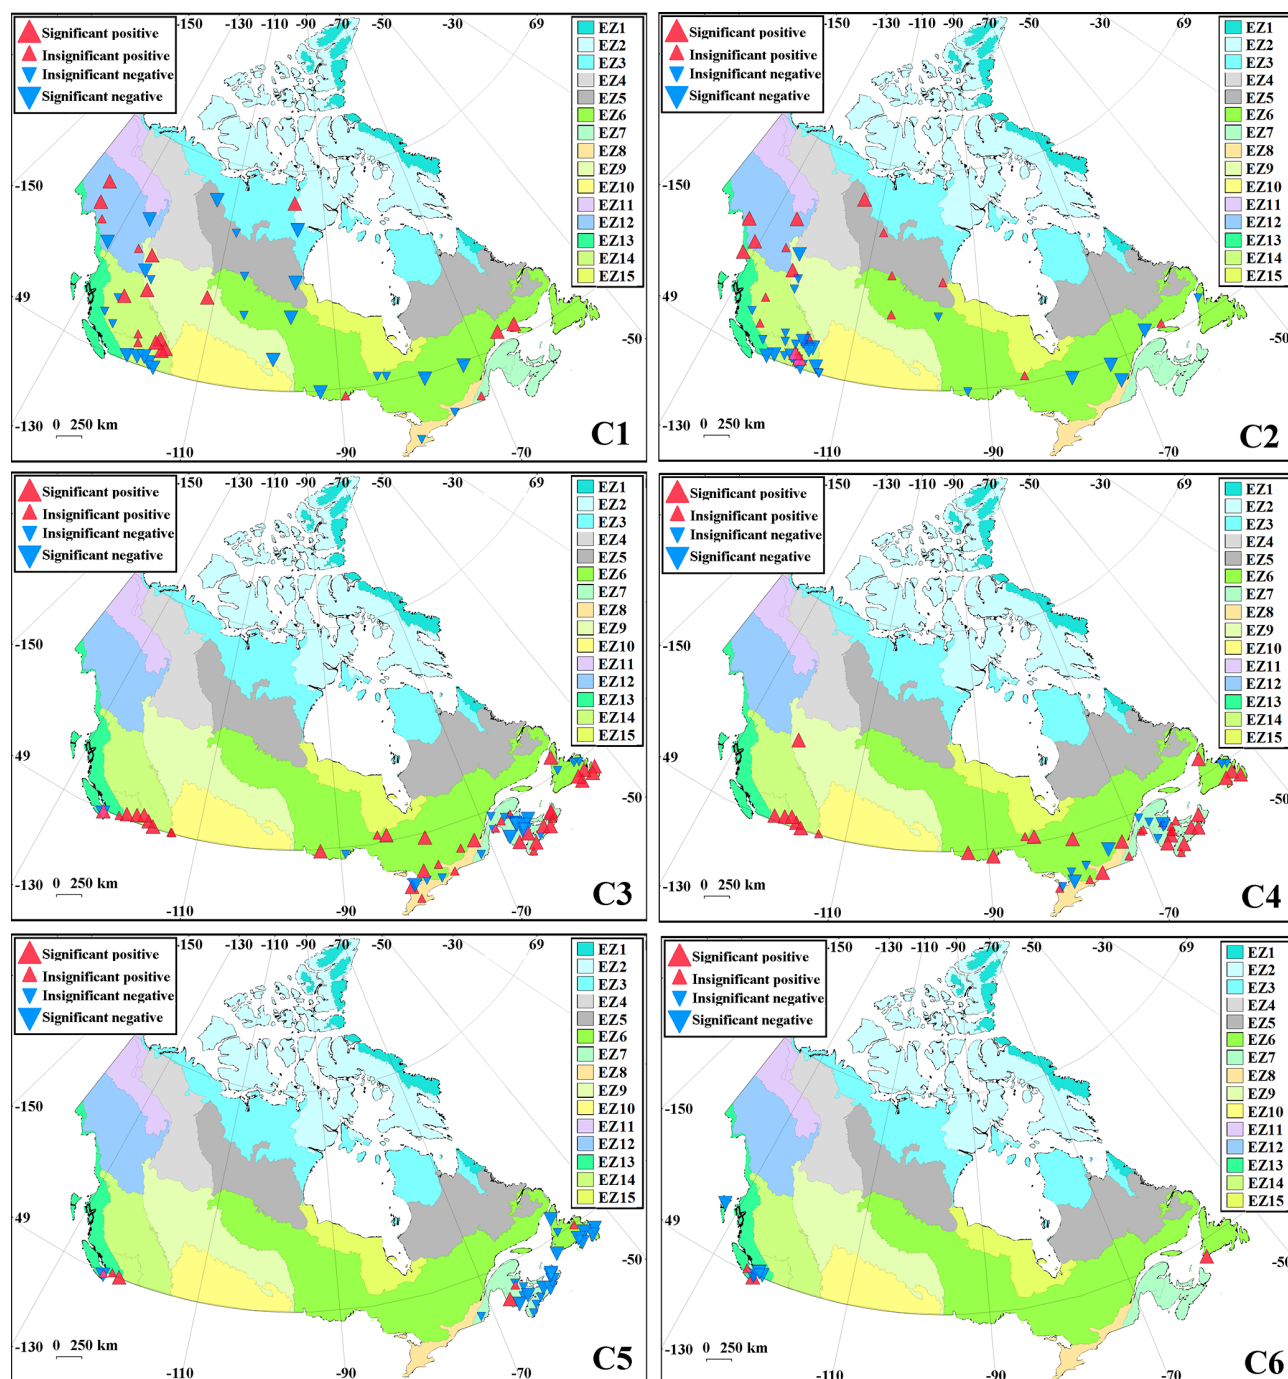 -150 -130 -110 -90 -70 -50 -30 69
Significant positive
Insignificant positive
Insignificant negative
Significant negative
EZ1
EZ2
EZ3
EZ4
EZ5
EZ6
EZ7
EZ8
EZ9
EZ10
EZ11
EZ12
EZ13
EZ14
EZ15
-150
49
-50
-130
0 250 km
-110
-90
-70
C1
-150 -130 -110 -90 -70 -50 -30 69
Significant positive
Insignificant positive
Insignificant negative
Significant negative
EZ1
EZ2
EZ3
EZ4
EZ5
EZ6
EZ7
EZ8
EZ9
EZ10
EZ11
EZ12
EZ13
EZ14
EZ15
-150
49
-50
-130
0 250 km
-110
-90
-70
C2
-150 -130 -110 -90 -70 -50 -30 69
Significant positive
Insignificant positive
Insignificant negative
Significant negative
EZ1
EZ2
EZ3
EZ4
EZ5
EZ6
EZ7
EZ8
EZ9
EZ10
EZ11
EZ12
EZ13
EZ14
EZ15
-150
49
-50
-130
0 250 km
-110
-90
-70
C3
-150 -130 -110 -90 -70 -50 -30 69
Significant positive
Insignificant positive
Insignificant negative
Significant negative
EZ1
EZ2
EZ3
EZ4
EZ5
EZ6
EZ7
EZ8
EZ9
EZ10
EZ11
EZ12
EZ13
EZ14
EZ15
-150
49
-50
-130
0 250 km
-110
-90
-70
C4
-150 -130 -110 -90 -70 -50 -30 69
Significant positive
Insignificant positive
Insignificant negative
Significant negative
EZ1
EZ2
EZ3
EZ4
EZ5
EZ6
EZ7
EZ8
EZ9
EZ10
EZ11
EZ12
EZ13
EZ14
EZ15
-150
49
-50
-130
0 250 km
-110
-90
-70
C5
-150 -130 -110 -90 -70 -50 -30 69
Significant positive
Insignificant positive
Insignificant negative
Significant negative
EZ1
EZ2
EZ3
EZ4
EZ5
EZ6
EZ7
EZ8
EZ9
EZ10
EZ11
EZ12
EZ13
EZ14
EZ15
-150
49
-50
-130
0 250 km
-110
-90
-70
C6